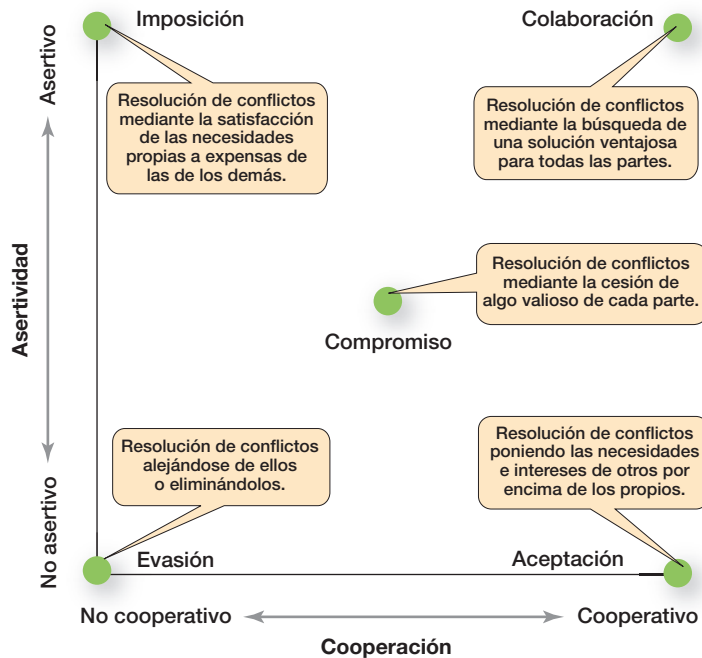 Imposición
Colaboración
Asertivo
Resolución de conflictos
mediante la satisfacción
de las necesidades
propias a expensas de
las de los demás.
Resolución de conflictos
mediante la búsqueda de
una solución ventajosa
para todas las partes.
Asertividad
Resolución de conflictos
mediante la cesión de
algo valioso de cada parte.
Compromiso
Resolución de conflictos
alejándose de ellos
o eliminándolos.
Resolución de conflictos
poniendo las necesidades
e intereses de otros por
encima de los propios.
No asertivo
Evasión
Aceptación
No cooperativo
Cooperativo
Cooperación